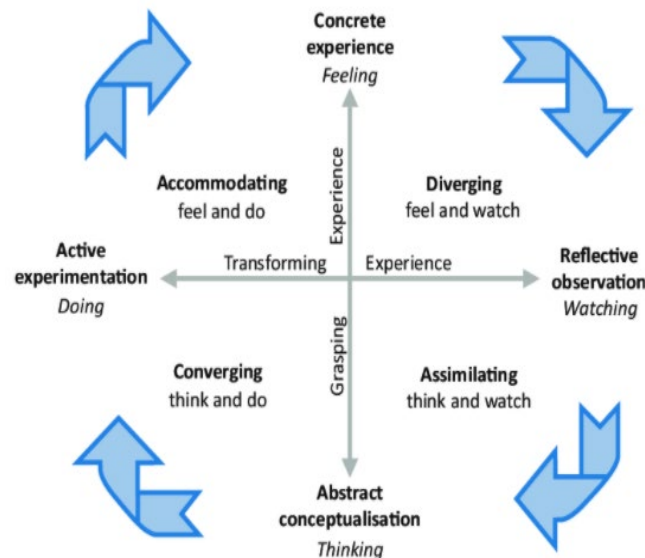 Concrete
experience
Feeling
Accommodating
feel and do
Diverging
feel and watch
Experience
Active
experimentation
Doing
Transforming
Experience
Reflective
observation
Watching
Grasping
Converging
think and do
Assimilating
think and watch
Abstract
conceptualisation
Thinking